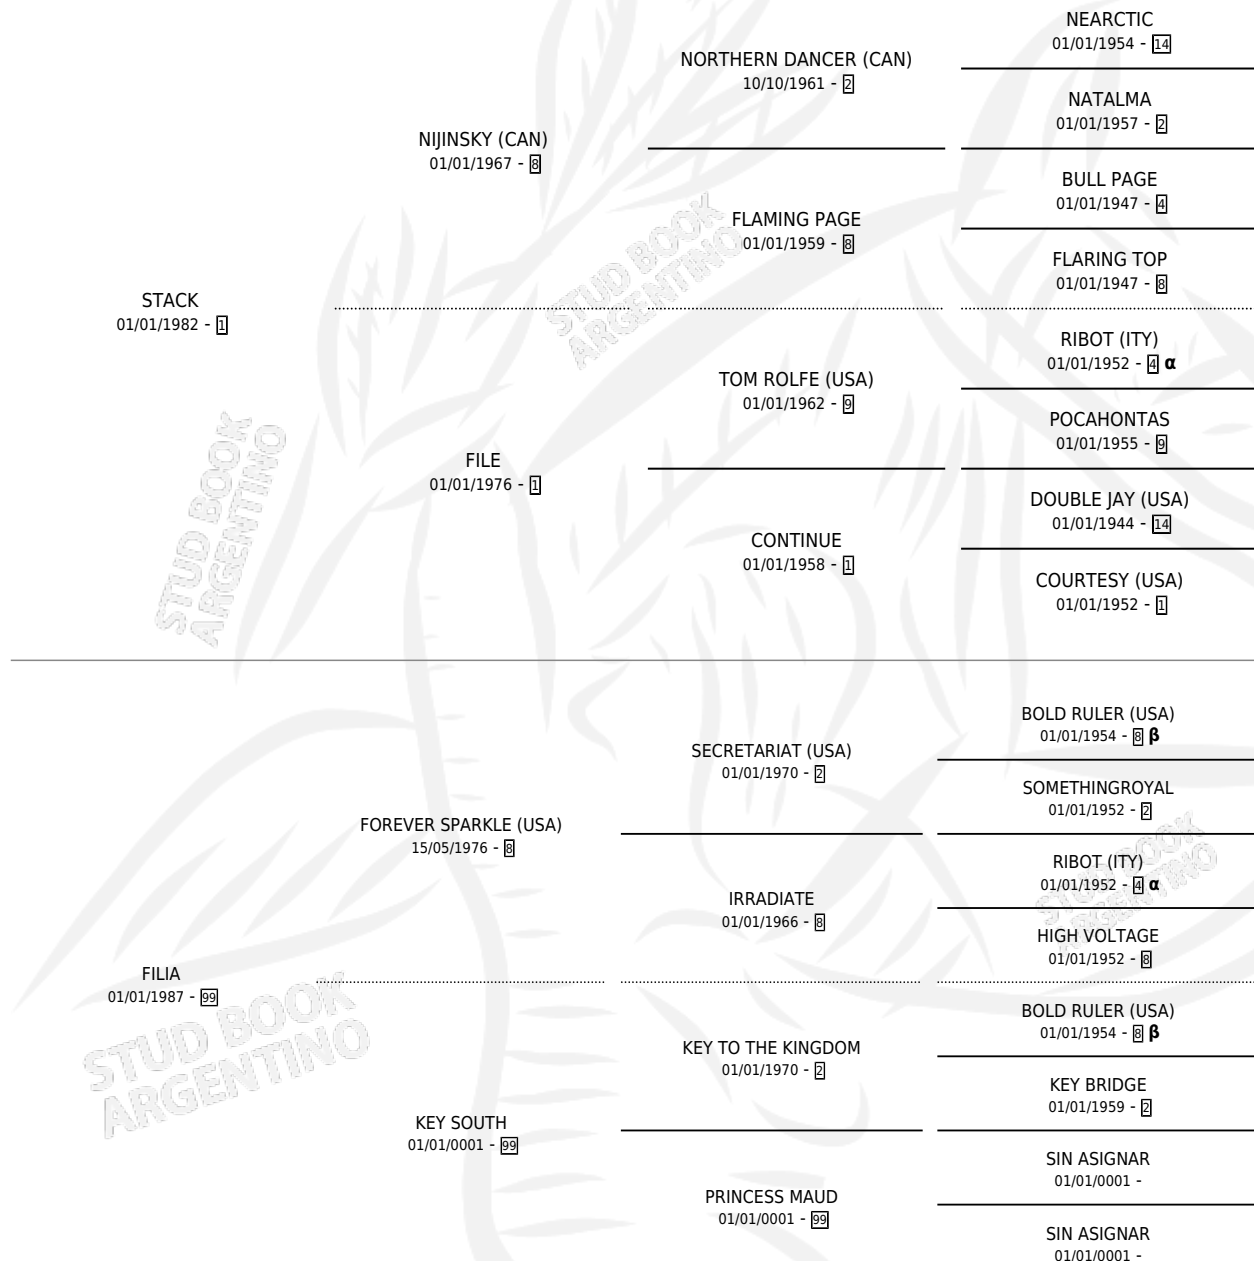 NEARCTIC
01/01/1954 - 14
NORTHERN DANCER (CAN)
10/10/1961 - 2
NATALMA
01/01/1957 - 2
NIJINSKY (CAN)
01/01/1967 - 8
BULL PAGE
01/01/1947 - 4
FLAMING PAGE
01/01/1959 - 8
FLARING TOP
01/01/1947 - 8
STACK
01/01/1982 - 1
RIBOT (ITY)
01/01/1952 - 4 α
TOM ROLFE (USA)
01/01/1962 - 9
POCAHONTAS
01/01/1955 - 9
FILE
01/01/1976 - 1
DOUBLE JAY (USA)
01/01/1944 - 14
CONTINUE
01/01/1958 - 1
COURTESY (USA)
01/01/1952 - 1
BOLD RULER (USA)
01/01/1954 - 8 β
SECRETARIAT (USA)
01/01/1970 - 2
SOMETHINGROYAL
01/01/1952 - 2
FOREVER SPARKLE (USA)
15/05/1976 - 8
RIBOT (ITY)
01/01/1952 - 4 α
IRRADIATE
01/01/1966 - 8
HIGH VOLTAGE
01/01/1952 - 8
FILIA
01/01/1987 - 99
BOLD RULER (USA)
01/01/1954 - 8 β
KEY TO THE KINGDOM
01/01/1970 - 2
KEY BRIDGE
01/01/1959 - 2
KEY SOUTH
01/01/0001 - 99
SIN ASIGNAR
01/01/0001 -
PRINCESS MAUD
01/01/0001 - 99
SIN ASIGNAR
01/01/0001 -
STUD BOOK
ARGENTINO
STUD BOOK
ARGENTINO
STUD BOOK
ARGENTINO
STUD BOOK
ARGENTINO